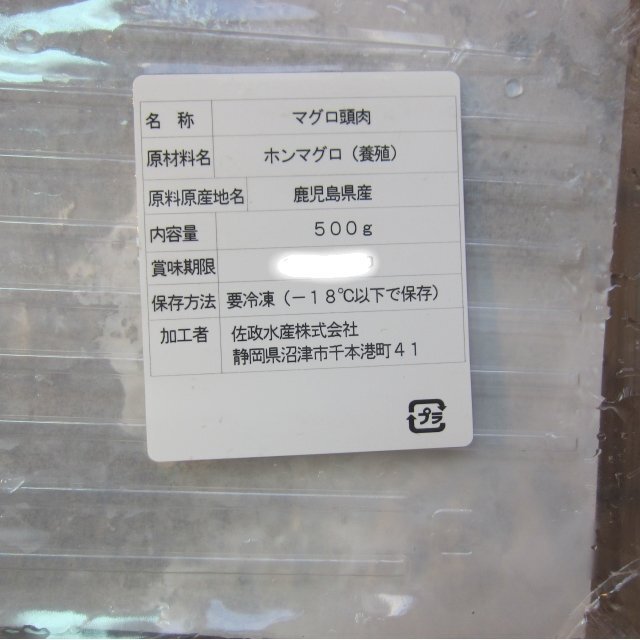 名 称 マグロ頭肉
原材料名 ホンマグロ（養殖）
原料原産地名 鹿児島県産
内容量 ５００ｇ
賞味期限
保存方法 要冷凍（－１８℃以下で保存）
加工者 佐政水産株式会社
静岡県沼津市千本港町４１
プラ